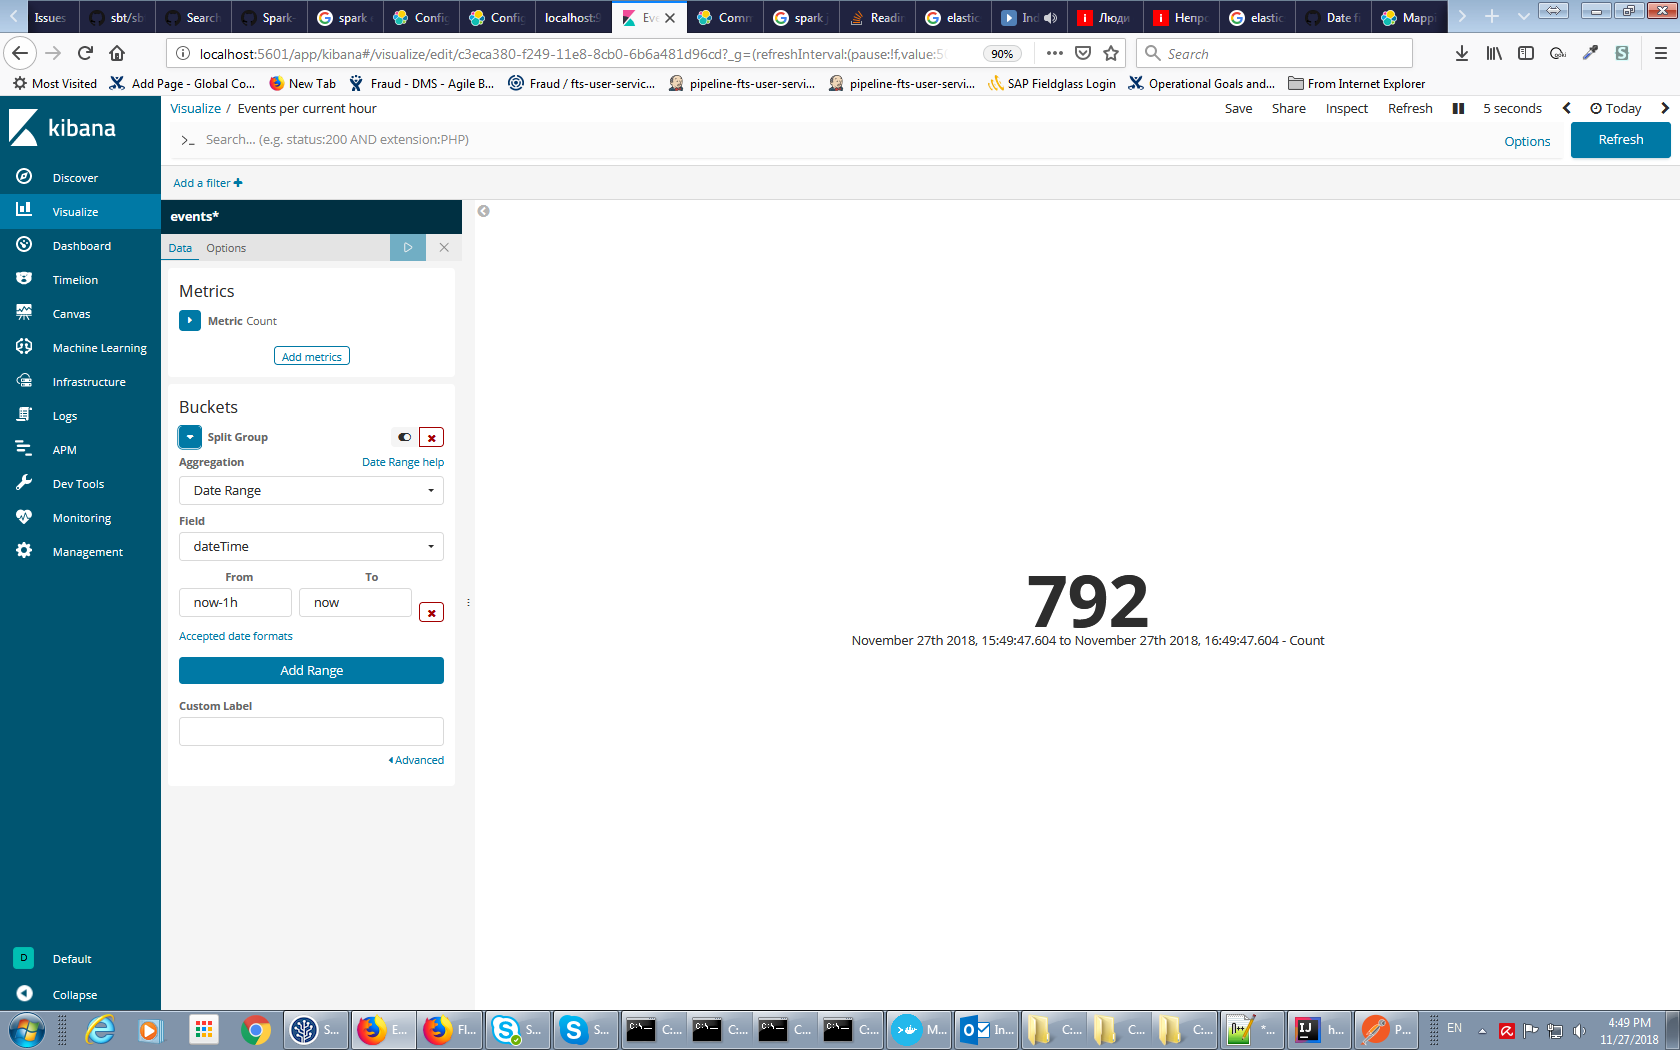 Issues sbt/sb Search Spark- spark Config Config localhost:9 Eve Comm spark j Readin elastic Ind Люди Непро elastic Date fi Mappi
localhost:5601/app/kibana#/visualize/edit/c3eca380-f249-11e8-8cb0-6b6a481d96cd?_g=(refreshInterval:(pause:!f,value:50 90% Search
Most Visited Add Page - Global Co... New Tab Fraud - DMS - Agile B... Fraud / fts-user-servic... pipeline-fts-user-servi... pipeline-fts-user-servi... SAP Fieldglass Login Operational Goals and... From Internet Explorer
kibana
Visualize / Events per current hour
Save Share Inspect Refresh 5 seconds Today
>_ Search... (e.g. status:200 AND extension:PHP)
Options
Refresh
Add a filter
Discover
Visualize
Dashboard
Timelion
Canvas
Machine Learning
Infrastructure
Logs
APM
Dev Tools
Monitoring
Management
D Default
Collapse
events*
Data Options
Metrics
Metric Count
Add metrics
Buckets
Split Group
Aggregation Date Range help
Date Range
Field
dateTime
From To
now-1h now
Accepted date formats
Add Range
Custom Label
Advanced
792
November 27th 2018, 15:49:47.604 to November 27th 2018, 16:49:47.604 - Count
S... E... Fl... S... S... C:... C:... C... C:... M... In... C:... C... C:... *... h... P... EN
4:49 PM
11/27/2018